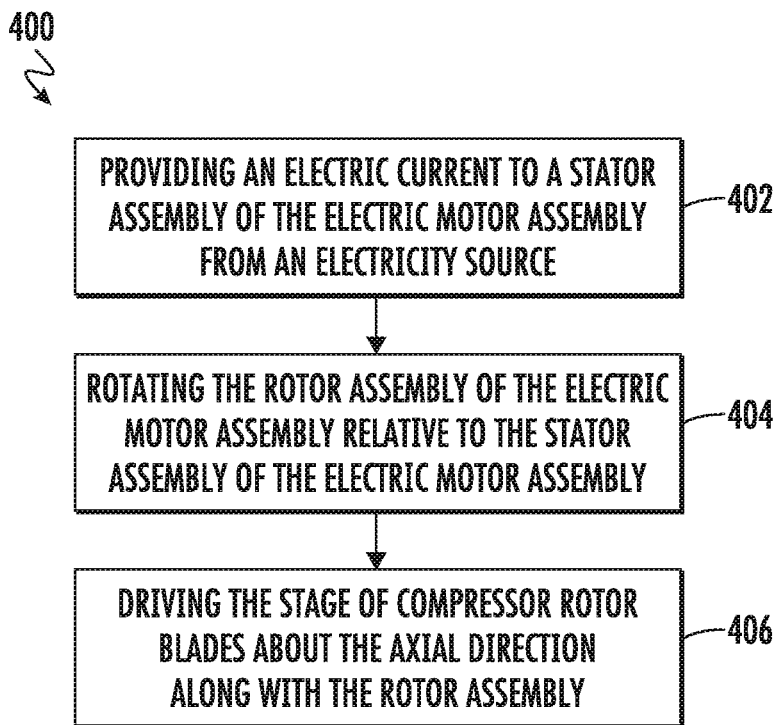 400
PROVIDING AN ELECTRIC CURRENT TO A STATOR
ASSEMBLY OF THE ELECTRIC MOTOR ASSEMBLY
FROM AN ELECTRICITY SOURCE
402
ROTATING THE ROTOR ASSEMBLY OF THE ELECTRIC
MOTOR ASSEMBLY RELATIVE TO THE STATOR
ASSEMBLY OF THE ELECTRIC MOTOR ASSEMBLY
404
DRIVING THE STAGE OF COMPRESSOR ROTOR
BLADES ABOUT THE AXIAL DIRECTION
ALONG WITH THE ROTOR ASSEMBLY
406